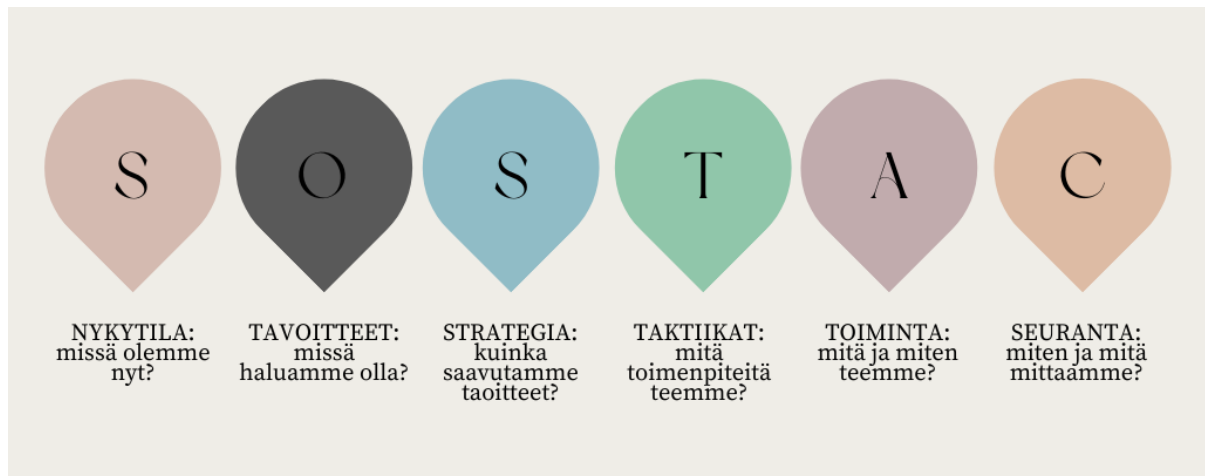 S
O
S
T
A
C
NYKYTILA:
missä olemme
nyt?
TAVOITTEET:
missä
haluamme olla?
STRATEGIA:
kuinka
saavutamme
taoitteet?
TAKTIIKAT:
mitä
toimenpiteitä
teemme?
TOIMINTA:
mitä ja miten
teemme?
SEURANTA:
miten ja mitä
mittaamme?